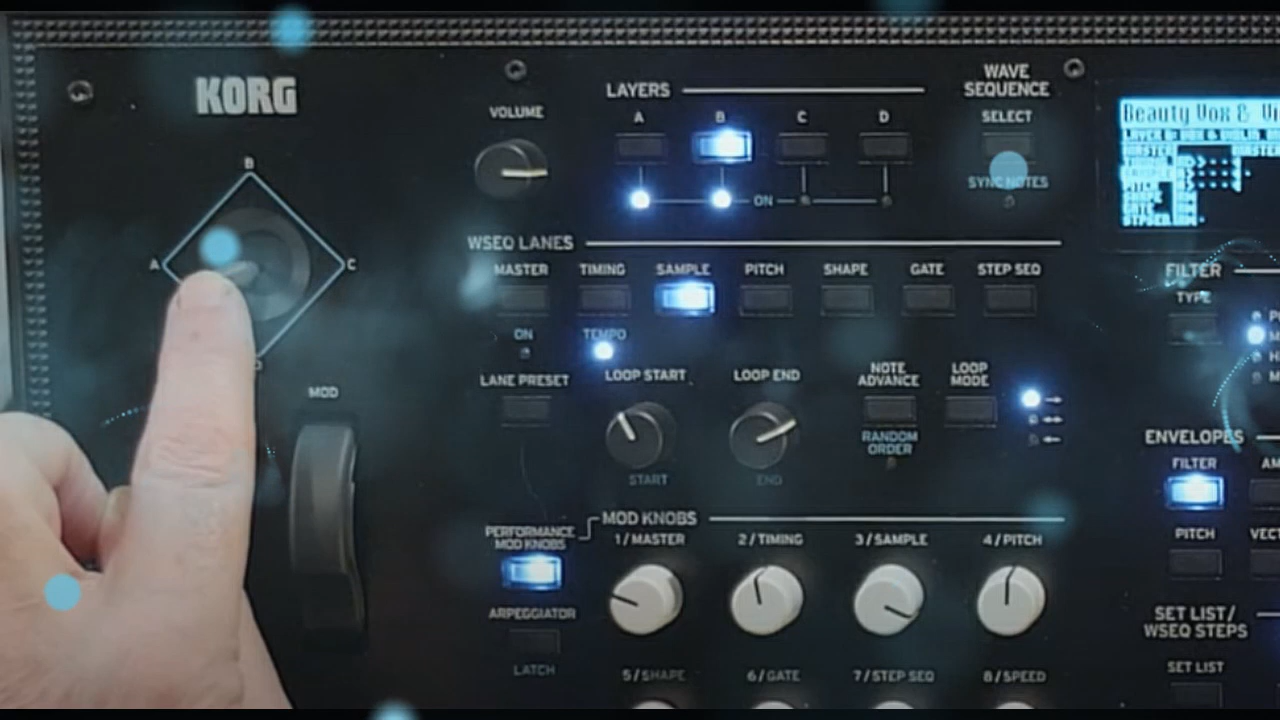 KORG
B
A
C
MOD
VOLUME
LAYERS
A B C D
ON
WAVE
SEQUENCE
SELECT
SYNC NOTES
Beauty Vox & Vi
WSEQ LANES
MASTER TIMING SAMPLE PITCH SHAPE GATE STEP SEQ
ON
TEMPO
LANE PRESET
LOOP START
LOOP END
NOTE
ADVANCE
LOOP
MODE
START
END
RANDOM
ORDER
FILTER
TYPE
ENVELOPES
FILTER
PITCH
PERFORMANCE
MOD KNOBS
MOD KNOBS
1/MASTER 2/TIMING 3/SAMPLE 4/PITCH
ARPEGGIATOR
LATCH
5/SHAPE 6/GATE 7/STEP SEQ 8/SPEED
SET LIST/
WSEQ STEPS
SET LIST